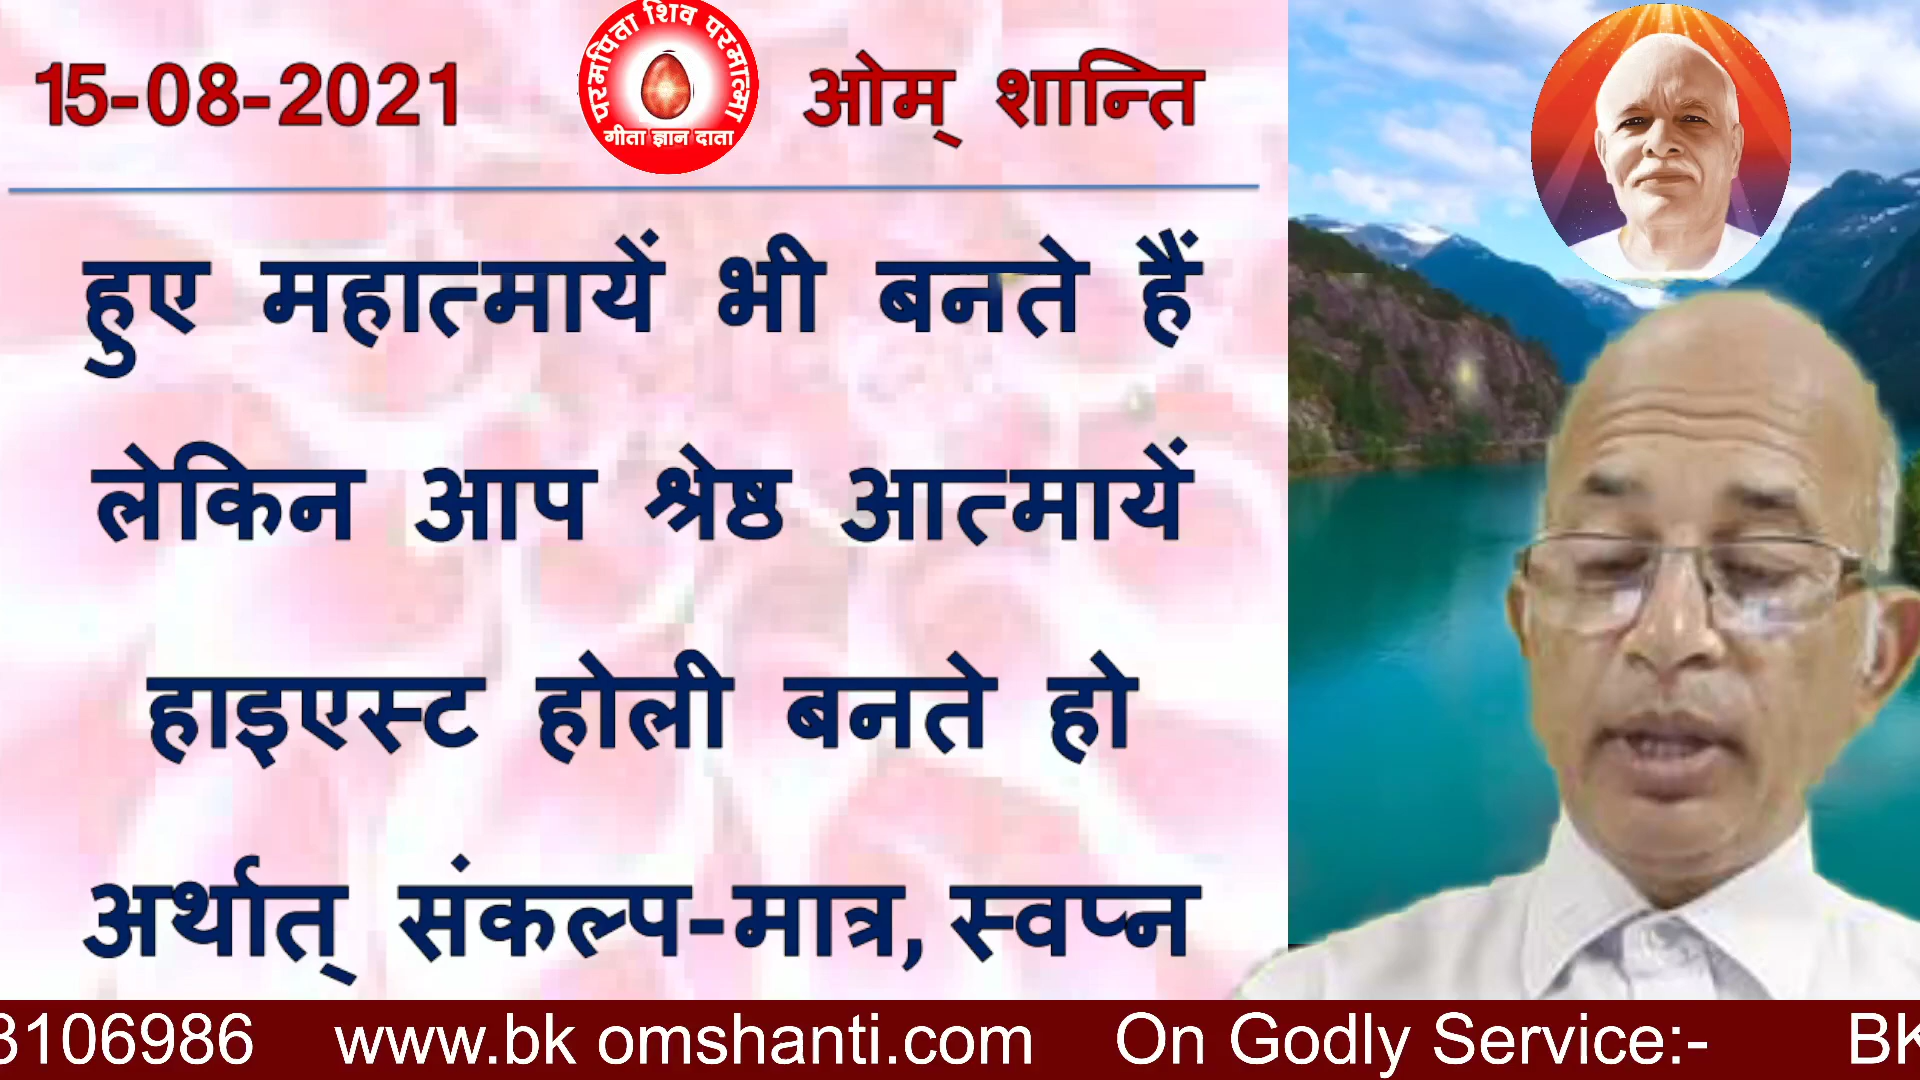 15-08-2021
परमपिता शिव परमात्मा
गीता ज्ञान दाता
ओम् शान्ति
हुए महात्मायें भी बनते हैं
लेकिन आप श्रेष्ठ आत्मायें
हाइएस्ट होली बनते हो
अर्थात् संकल्प-मात्र, स्वप्न
3106986 www.bk omshanti.com On Godly Service:- BK